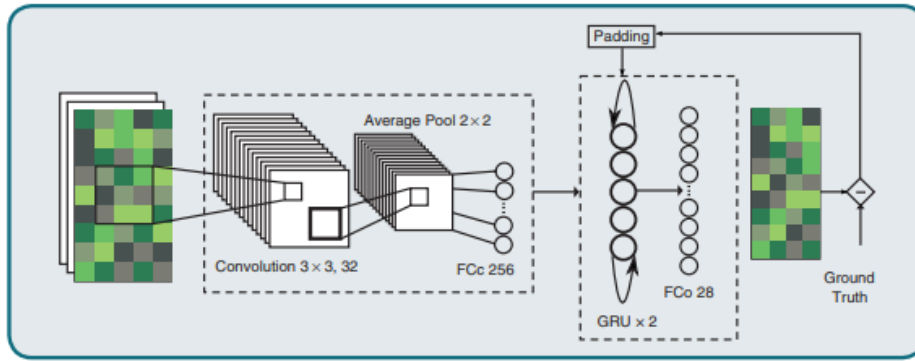 Padding
Average Pool 2 × 2
Convolution 3 × 3, 32
FCc 256
GRU × 2
FCo 28
–
Ground
Truth